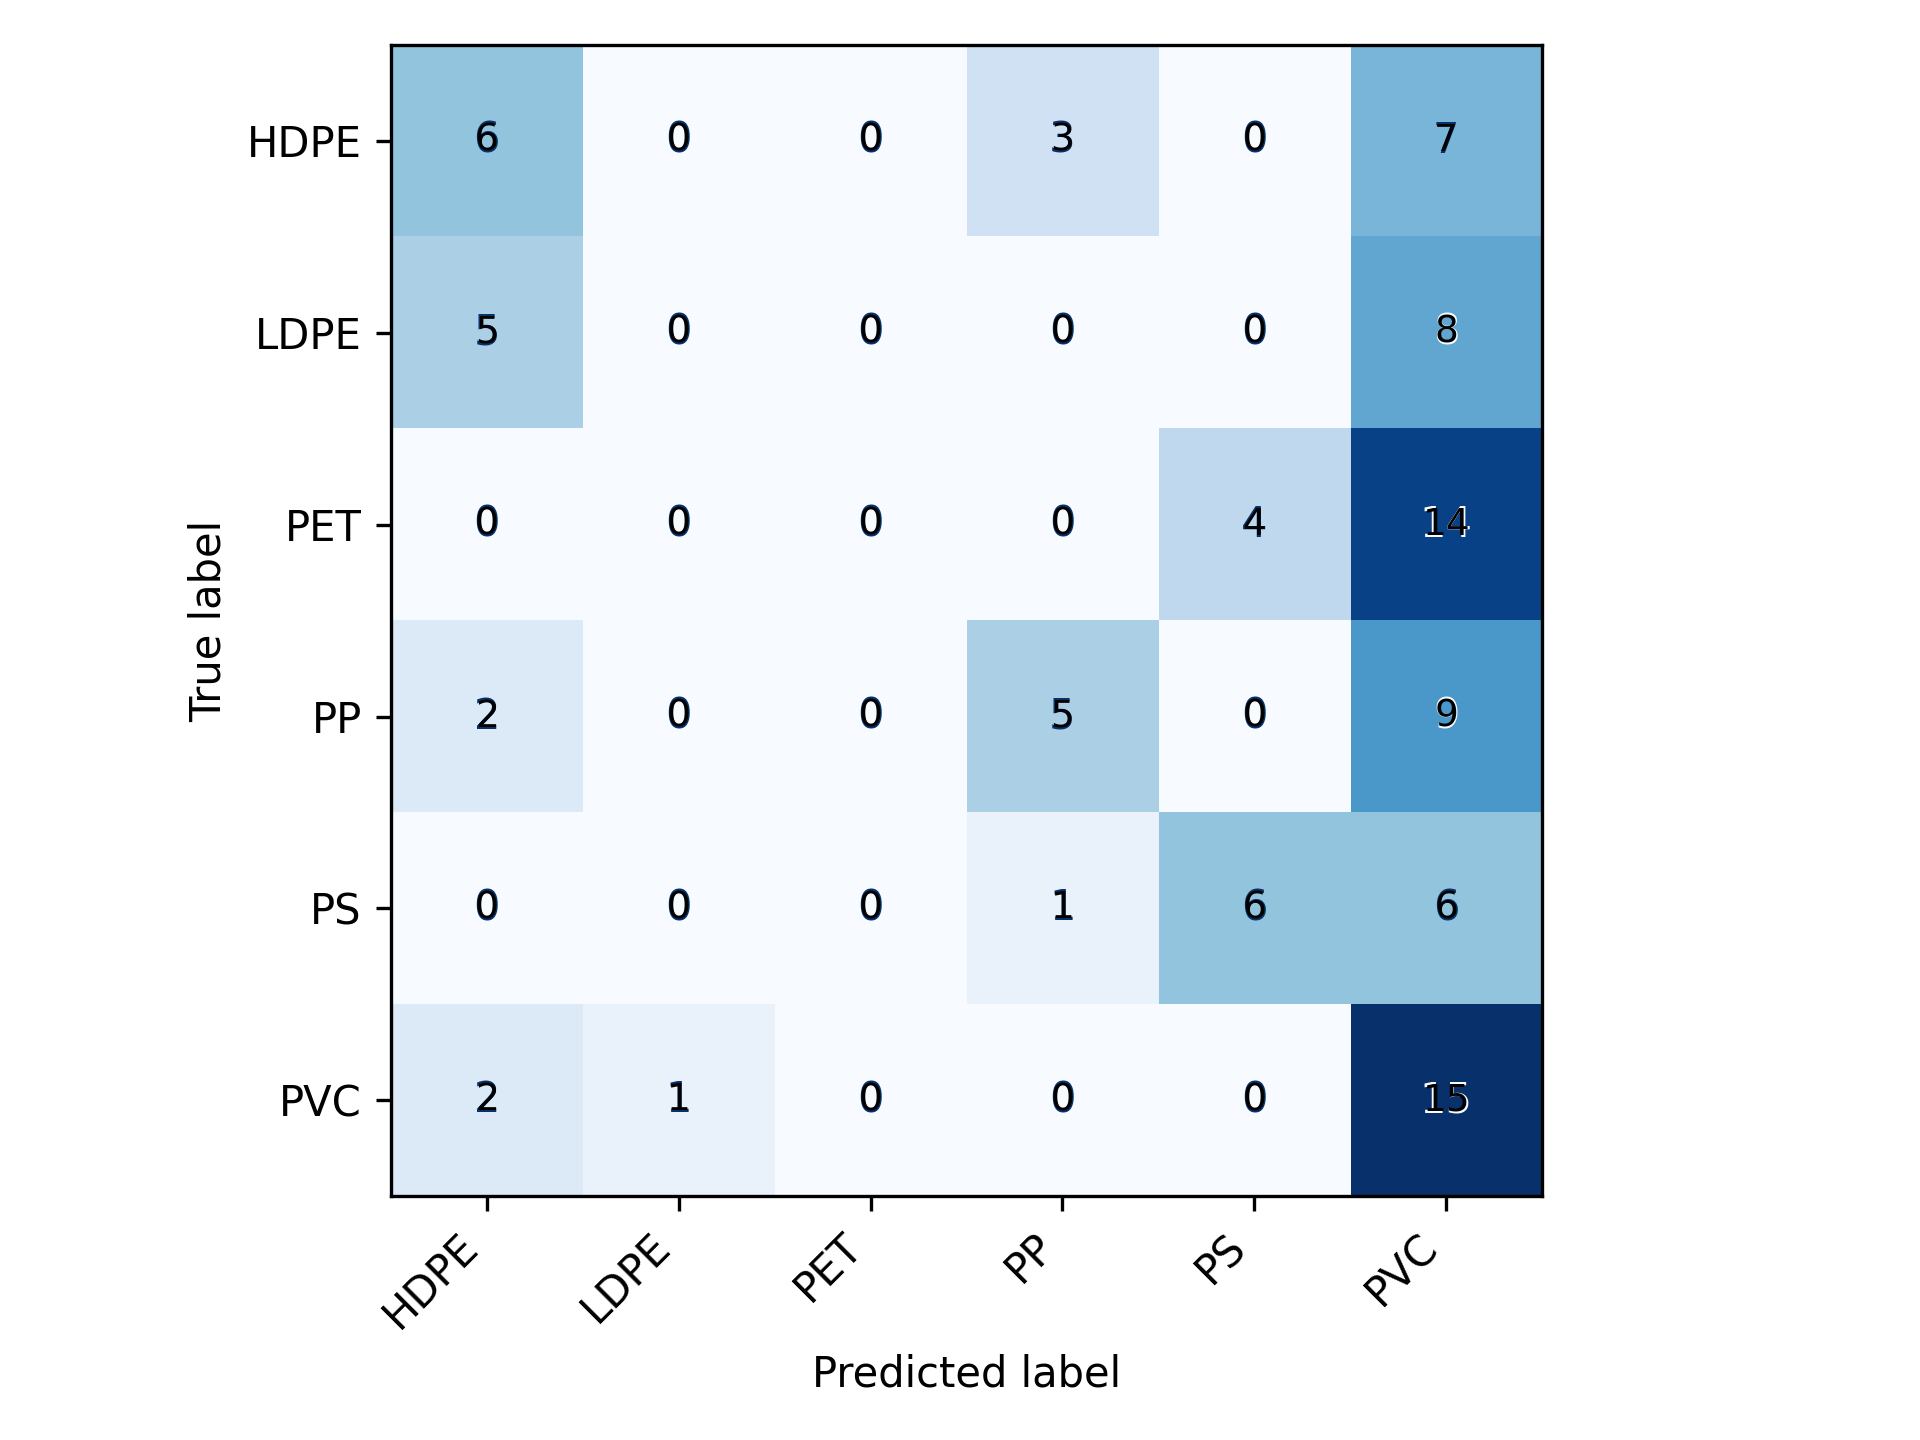 HDPE 6 0 0 3 0 7
LDPE 5 0 0 0 0 8
PET 0 0 0 0 4 14
PP 2 0 0 5 0 9
PS 0 0 0 1 6 6
PVC 2 1 0 0 0 15
True label
HDPE LDPE PET PP PS PVC
Predicted label